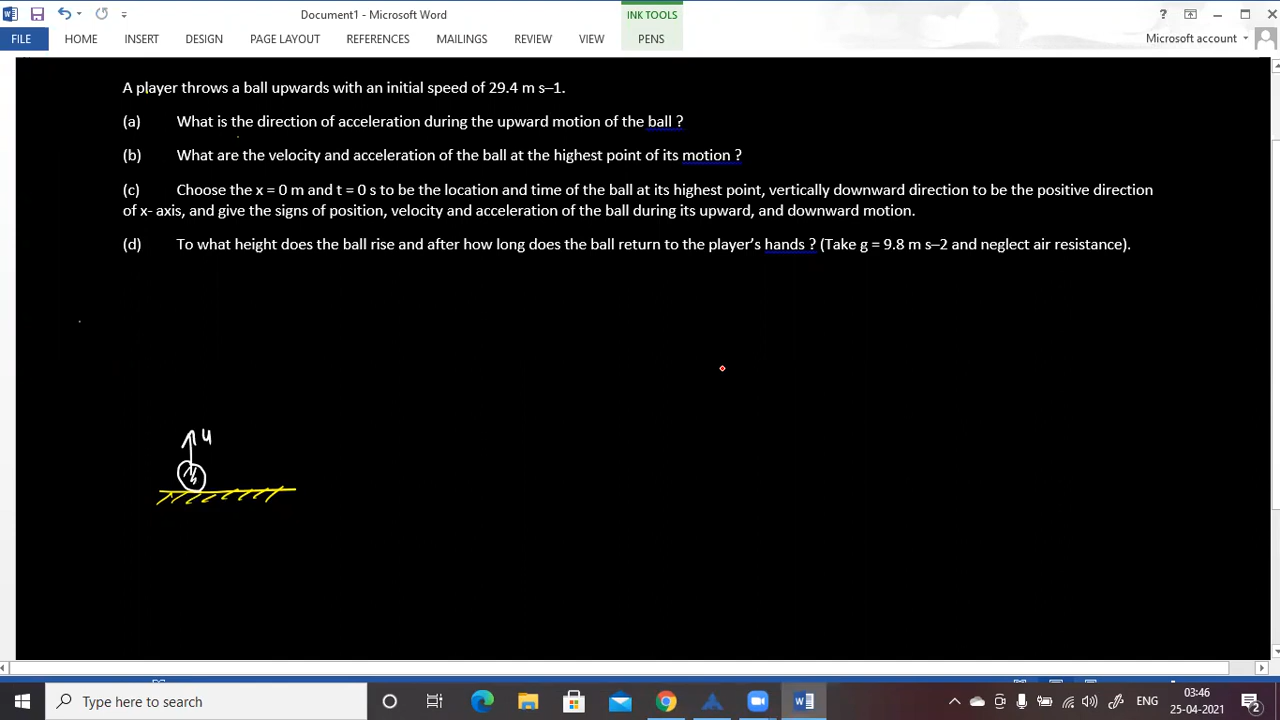 Document1 - Microsoft Word
INK TOOLS
?
FILE
HOME
INSERT
DESIGN
PAGE LAYOUT
REFERENCES
MAILINGS
REVIEW
VIEW
PENS
Microsoft account
A player throws a ball upwards with an initial speed of 29.4 m s–1.
(a) What is the direction of acceleration during the upward motion of the ball ?
(b) What are the velocity and acceleration of the ball at the highest point of its motion ?
(c) Choose the x = 0 m and t = 0 s to be the location and time of the ball at its highest point, vertically downward direction to be the positive direction
of x- axis, and give the signs of position, velocity and acceleration of the ball during its upward, and downward motion.
(d) To what height does the ball rise and after how long does the ball return to the player’s hands ? (Take g = 9.8 m s–2 and neglect air resistance).
u
Type here to search
ENG
03:46
25-04-2021
2